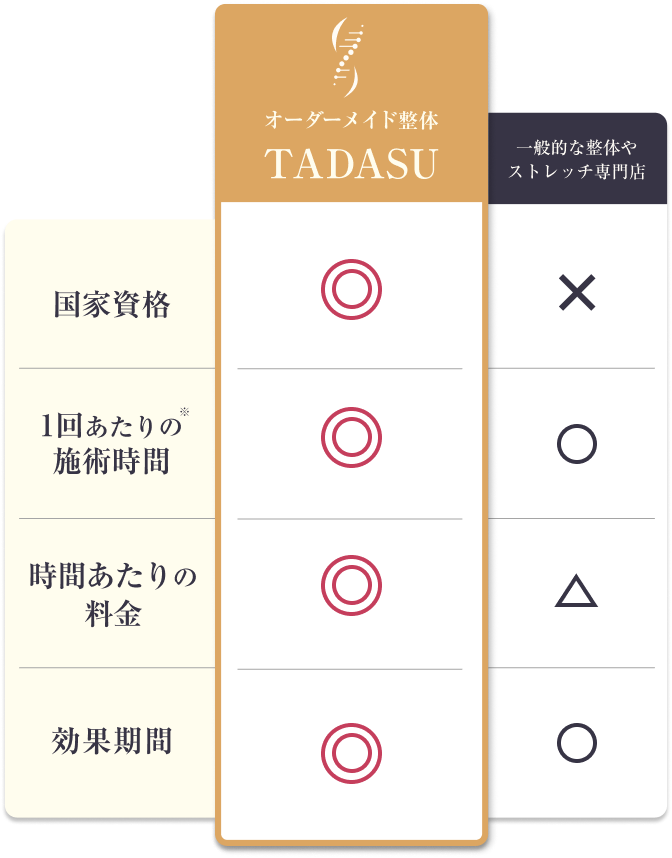 オーダーメイド整体
TADASU
一般的な整体や
ストレッチ専門店
国家資格
◎
×
1回あたりの※
施術時間
◎
○
時間あたりの
料金
◎
△
効果期間
◎
○